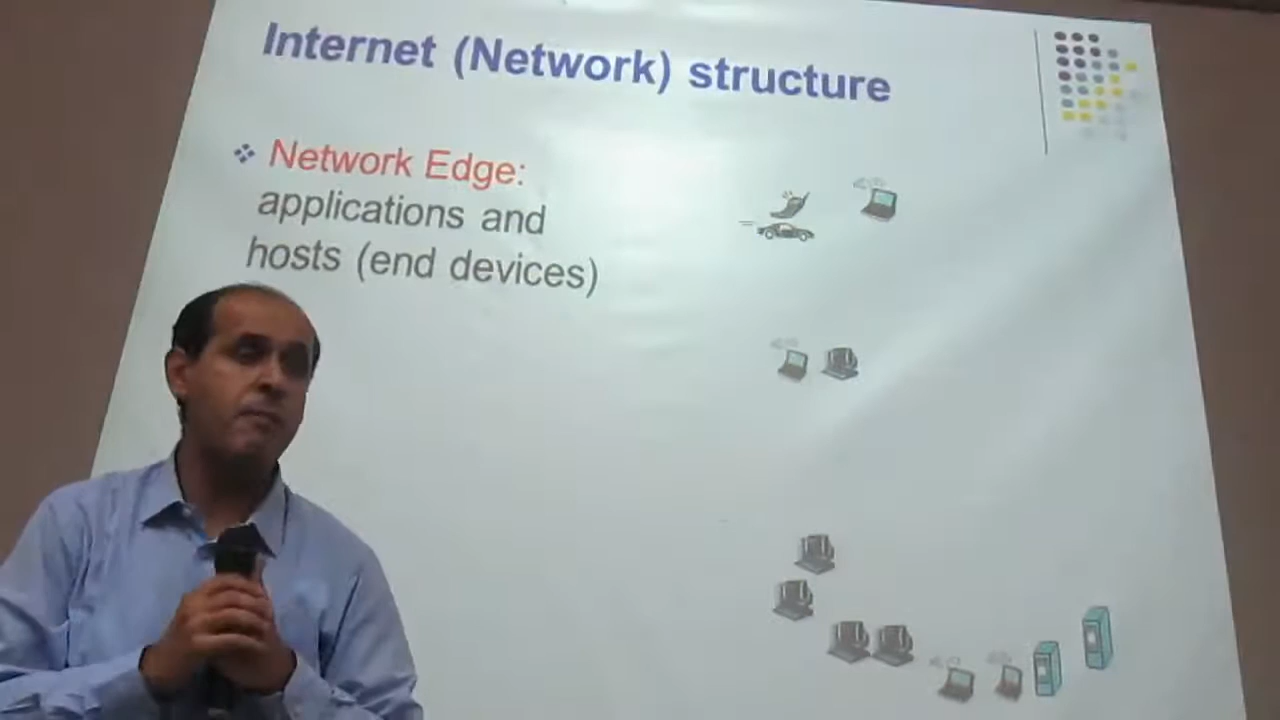 Internet (Network) structure
Network Edge:
applications and
hosts (end devices)